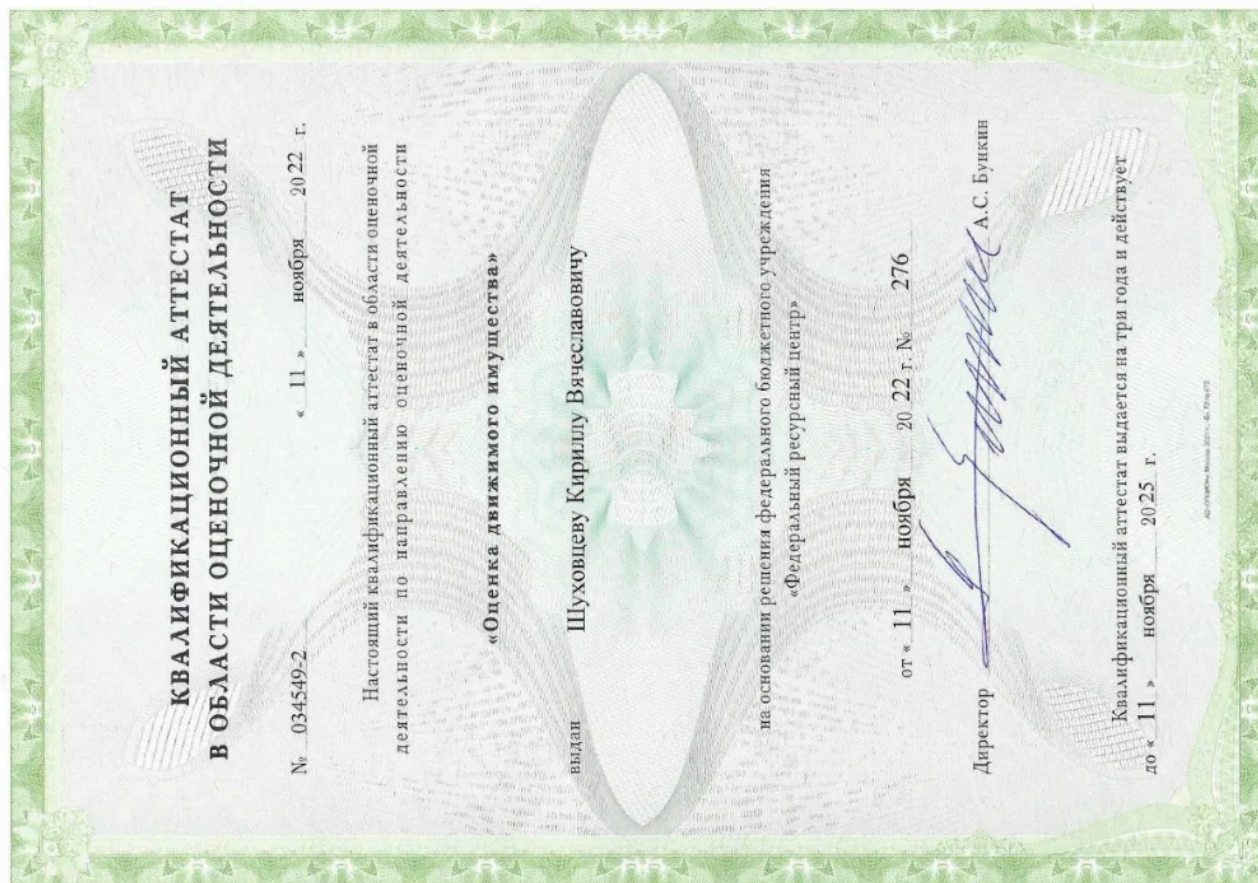 КВАЛИФИКАЦИОННЫЙ АТТЕСТАТ
В ОБЛАСТИ ОЦЕНОЧНОЙ ДЕЯТЕЛЬНОСТИ
№ 034549-2 « 11 » ноября 2022 г.
Настоящий квалификационный аттестат в области оценочной
деятельности по направлению оценочной деятельности
«Оценка движимого имущества»
выдан Шуховцеву Кириллу Вячеславовичу
на основании решения федерального бюджетного учреждения
«Федеральный ресурсный центр»
от « 11 » ноября 20 22 г. № 276
Директор А.С. Бункин
Квалификационный аттестат выдается на три года и действует
до « 11 » ноября 2025 г.